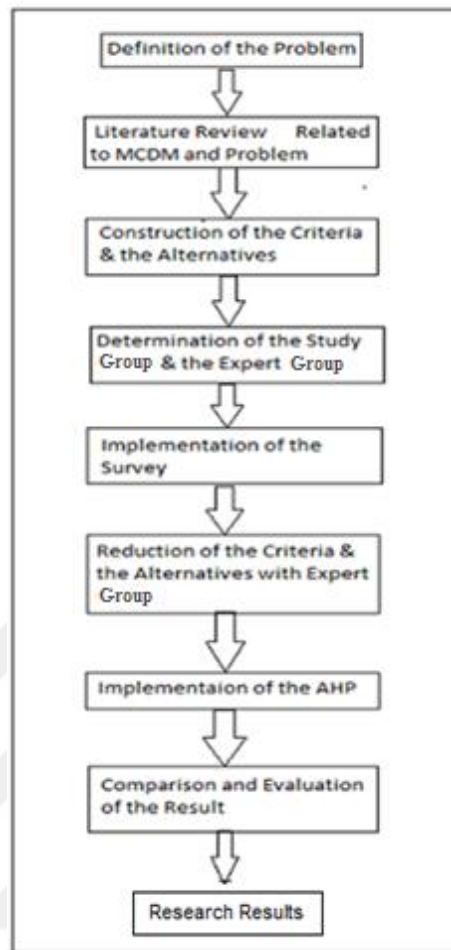 Definition of the Problem
Literature Review Related
to MCDM and Problem
Construction of the Criteria
& the Alternatives
Determination of the Study
Group & the Expert Group
Implementation of the
Survey
Reduction of the Criteria &
the Alternatives with Expert
Group
Implementaion of the AHP
Comparison and Evaluation
of the Result
Research Results